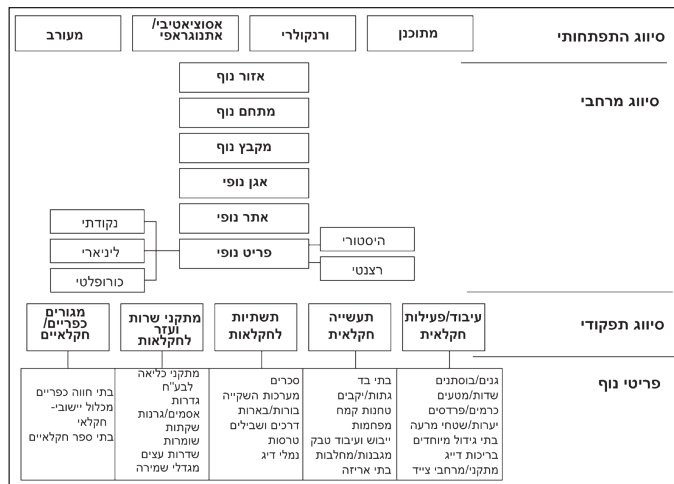 סיווג התפתחותי
מתוכנן
ורנקולרי
אסוציאטיבי/
אתנוגראפי
מעורב
סיווג מרחבי
אזור נוף
מתחם נוף
מקבץ נוף
אגן נופי
אתר נופי
פריט נופי
היסטורי
רצנטי
נקודתי
ליניארי
כורופלטי
סיווג תפקודי
עיבוד/פעילות
חקלאית
תעשייה
חקלאית
תשתיות
לחקלאות
מתקני שרות
ועזר
לחקלאות
מגורים
כפריים/
חקלאיים
פריטי נוף
גנים/בוסתנים
שדות/מטעים
כרמים/פרדסים
יערות/שטחי מרעה
בתי גידול מיוחדים
בריכות דייג
מתקני/מרחבי צייד
בתי בד
גתות/יקבים
טחנות קמח
מפחמות
ייבוש ועיבוד טבק
מגבנות/מחלבות
בתי אריזה
סכרים
מערכות השקייה
בורות/בארות
דרכים ושבילים
טרסות
נמלי דיג
מתקני כליאה
לבע"ח
גדרות
אסמים/גרנות
שקתות
שומרות
שדרות עצים
מגדלי שמירה
בתי חווה כפריים
מכלול יישובי-
חקלאי
בתי ספר חקלאיים